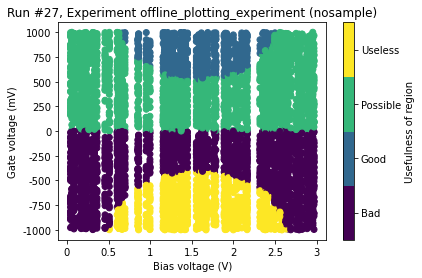 Run #27, Experiment offline_plotting_experiment (nosample)
1000
750
500
250
0
-250
-500
-750
-1000
Gate voltage (mV)
0
0.5
1
1.5
2
2.5
3
Bias voltage (V)
Useless
Possible
Good
Bad
Usefulness of region